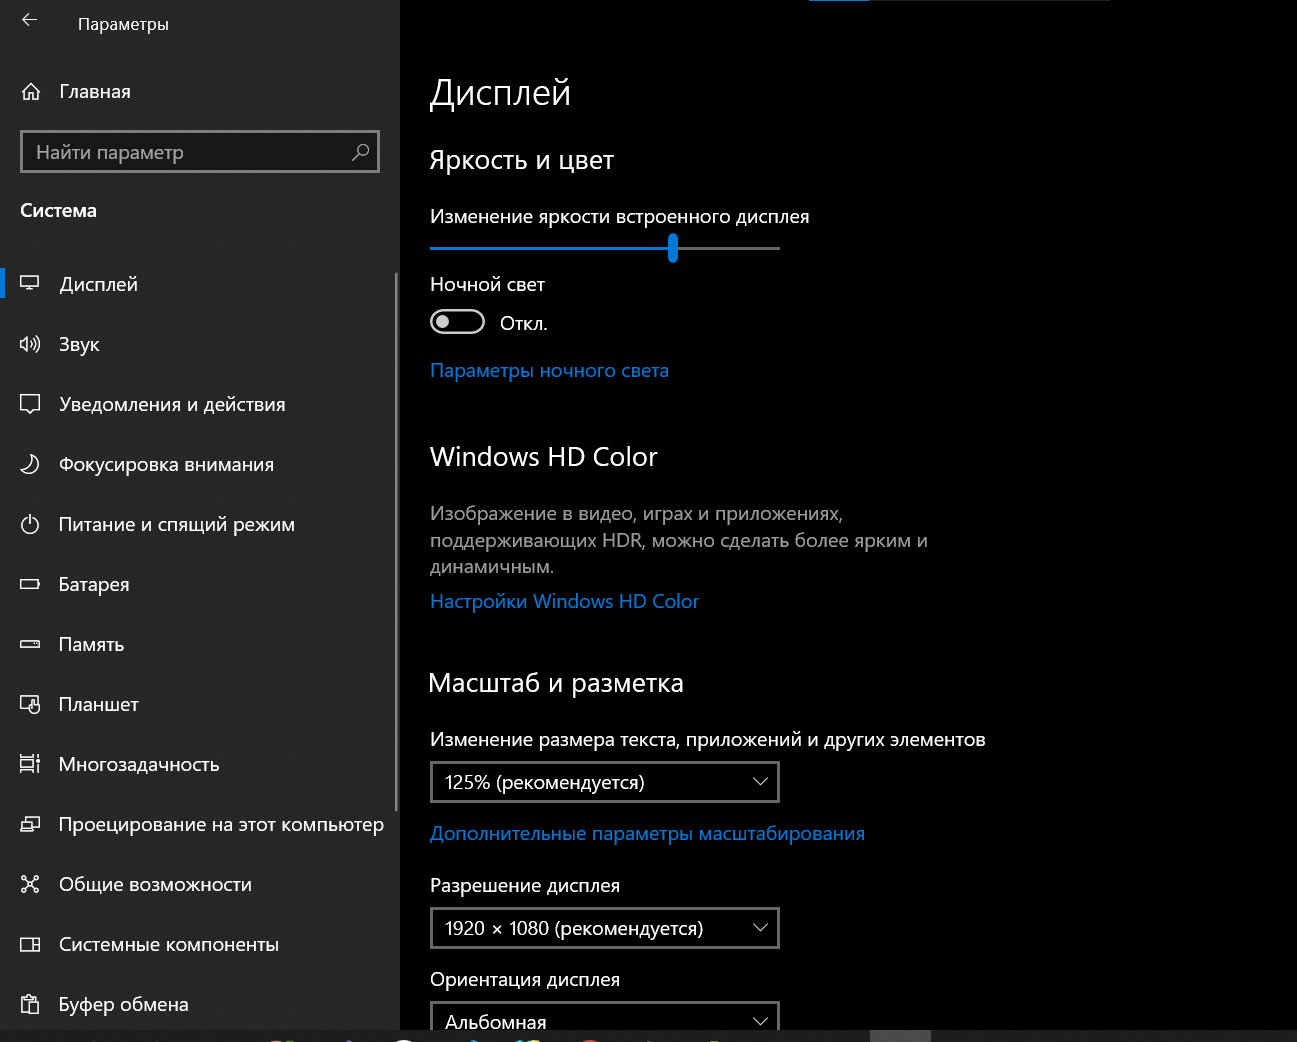 Параметры
Главная
Найти параметр
Система
Дисплей
Звук
Уведомления и действия
Фокусировка внимания
Питание и спящий режим
Батарея
Память
Планшет
Многозадачность
Проецирование на этот компьютер
Общие возможности
Системные компоненты
Буфер обмена
Дисплей
Яркость и цвет
Изменение яркости встроенного дисплея
Ночной свет
Откл.
Параметры ночного света
Windows HD Color
Изображение в видео, играх и приложениях,
поддерживающих HDR, можно сделать более ярким и
динамичным.
Настройки Windows HD Color
Масштаб и разметка
Изменение размера текста, приложений и других элементов
125% (рекомендуется)
Дополнительные параметры масштабирования
Разрешение дисплея
1920 × 1080 (рекомендуется)
Ориентация дисплея
Альбомная